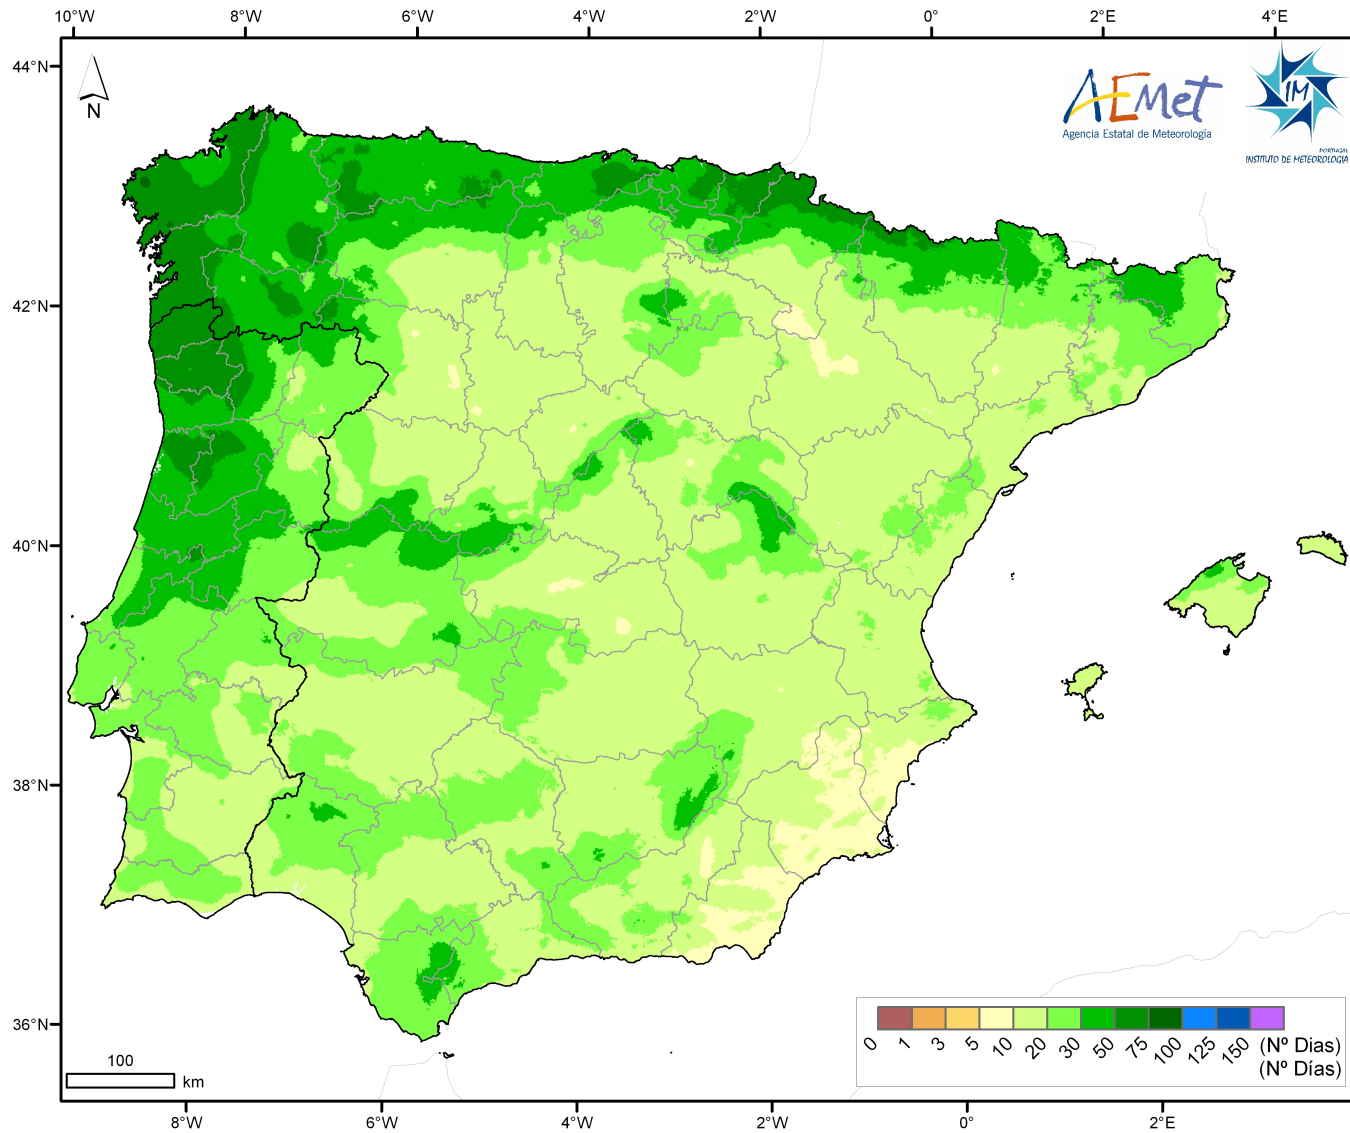 10°W 8°W 6°W 4°W 2°W 0° 2°E 4°E
44°N
N
AEMet
Agencia Estatal de Meteorología
IM
PORTUGAL
INSTITUTO DE METEOROLOGIA
42°N
40°N
38°N
36°N
0 1 3 5 10 20 30 50 75 100 125 150 (Nº Dias)
(Nº Días)
100
km
8°W 6°W 4°W 2°W 0° 2°E